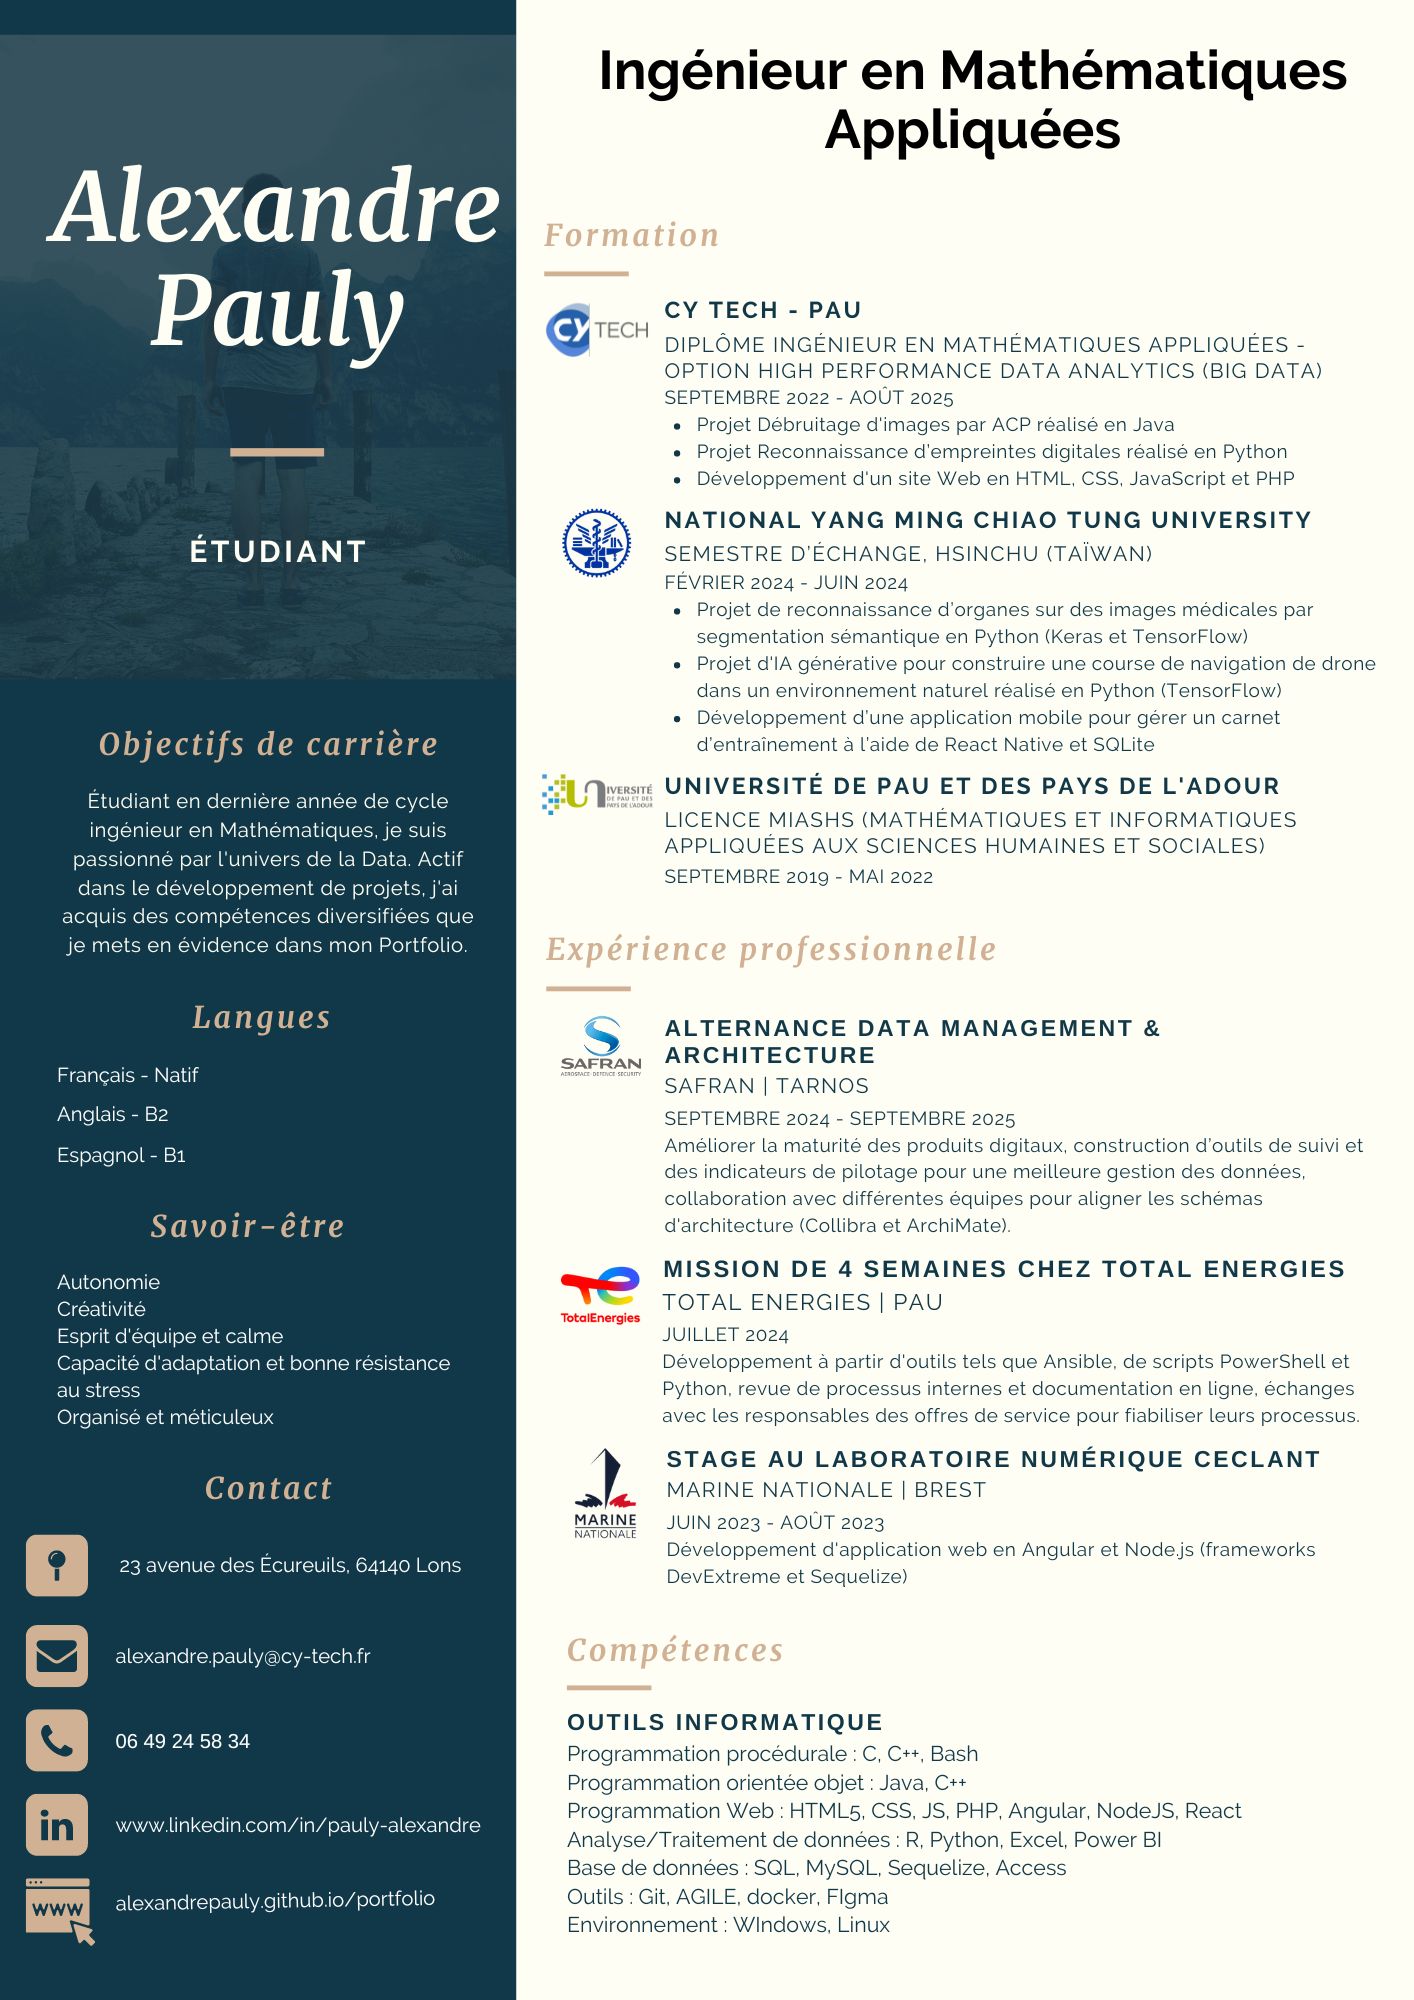 Alexandre
Pauly
ÉTUDIANT
Objectifs de carrière
Étudiant en dernière année de cycle
ingénieur en Mathématiques, je suis
passionné par l'univers de la Data. Actif
dans le développement de projets, j'ai
acquis des compétences diversifiées que
je mets en évidence dans mon Portfolio.
Langues
Français - Natif
Anglais - B2
Espagnol - B1
Savoir-être
Autonomie
Créativité
Esprit d'équipe et calme
Capacité d'adaptation et bonne résistance
au stress
Organisé et méticuleux
Contact
23 avenue des Écureuils, 64140 Lons
alexandre.pauly@cy-tech.fr
06 49 24 58 34
in
www.linkedin.com/in/pauly-alexandre
www
alexandrepauly.github.io/portfolio
Ingénieur en Mathématiques
Appliquées
Formation
CY TECH
CY TECH - PAU
DIPLÔME INGÉNIEUR EN MATHÉMATIQUES APPLIQUÉES -
OPTION HIGH PERFORMANCE DATA ANALYTICS (BIG DATA)
SEPTEMBRE 2022 - AOÛT 2025
• Projet Débruitage d'images par ACP réalisé en Java
• Projet Reconnaissance d'empreintes digitales réalisé en Python
• Développement d'un site Web en HTML, CSS, JavaScript et PHP
NATIONAL YANG MING CHIAO TUNG UNIVERSITY
SEMESTRE D'ÉCHANGE, HSINCHU (TAÏWAN)
FÉVRIER 2024 - JUIN 2024
• Projet de reconnaissance d'organes sur des images médicales par
segmentation sémantique en Python (Keras et TensorFlow)
• Projet d'IA générative pour construire une course de navigation de drone
dans un environnement naturel réalisé en Python (TensorFlow)
• Développement d'une application mobile pour gérer un carnet
d'entraînement à l'aide de React Native et SQLite
UNIVERSITÉ
DE PAU ET DES
PAYS DE L'ADOUR
UNIVERSITÉ DE PAU ET DES PAYS DE L'ADOUR
LICENCE MIASHS (MATHÉMATIQUES ET INFORMATIQUES
APPLIQUÉES AUX SCIENCES HUMAINES ET SOCIALES)
SEPTEMBRE 2019 - MAI 2022
Expérience professionnelle
SAFRAN
AEROSPACE · DEFENCE · SECURITY
ALTERNANCE DATA MANAGEMENT &
ARCHITECTURE
SAFRAN | TARNOS
SEPTEMBRE 2024 - SEPTEMBRE 2025
Améliorer la maturité des produits digitaux, construction d'outils de suivi et
des indicateurs de pilotage pour une meilleure gestion des données,
collaboration avec différentes équipes pour aligner les schémas
d'architecture (Collibra et ArchiMate).
TotalEnergies
MISSION DE 4 SEMAINES CHEZ TOTAL ENERGIES
TOTAL ENERGIES | PAU
JUILLET 2024
Développement à partir d'outils tels que Ansible, de scripts PowerShell et
Python, revue de processus internes et documentation en ligne, échanges
avec les responsables des offres de service pour fiabiliser leurs processus.
MARINE
NATIONALE
STAGE AU LABORATOIRE NUMÉRIQUE CECLANT
MARINE NATIONALE | BREST
JUIN 2023 - AOÛT 2023
Développement d'application web en Angular et Node.js (frameworks
DevExtreme et Sequelize)
Compétences
OUTILS INFORMATIQUE
Programmation procédurale : C, C++, Bash
Programmation orientée objet : Java, C++
Programmation Web : HTML5, CSS, JS, PHP, Angular, NodeJS, React
Analyse/Traitement de données : R, Python, Excel, Power BI
Base de données : SQL, MySQL, Sequelize, Access
Outils : Git, AGILE, docker, FIgma
Environnement : WIndows, Linux